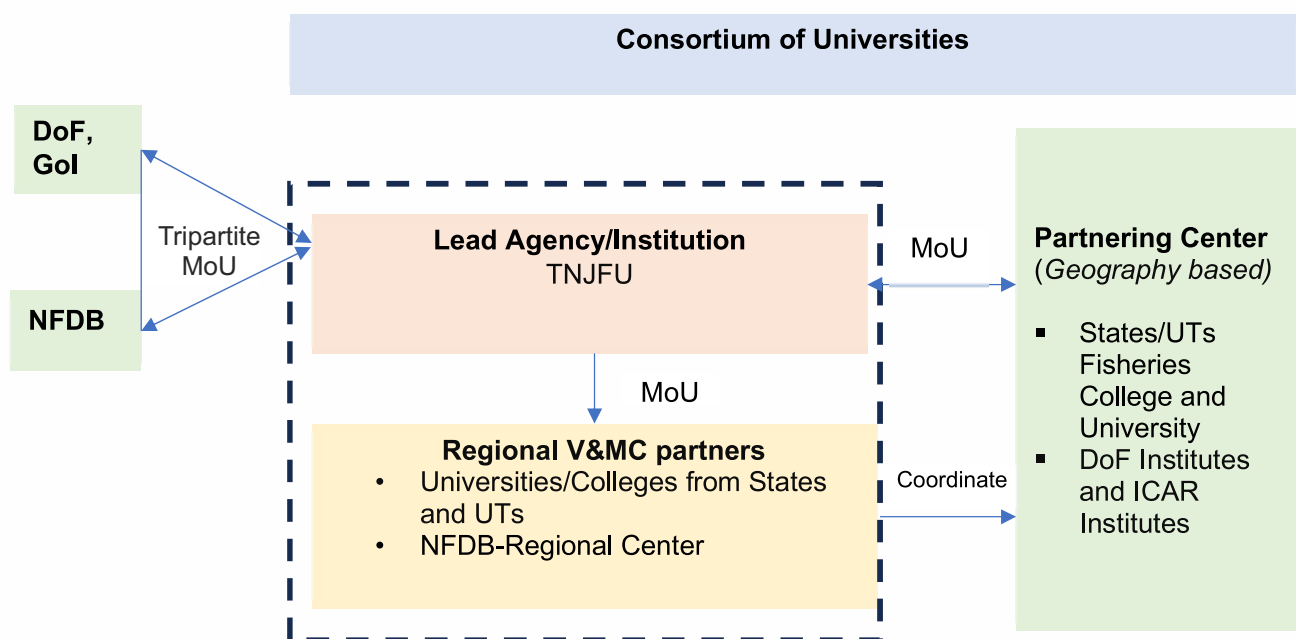 Consortium of Universities
DoF,
GoI
Tripartite
MoU
NFDB
Lead Agency/Institution
TNJFU
MoU
MoU
Regional V&MC partners
• Universities/Colleges from States
and UTs
• NFDB-Regional Center
Coordinate
Partnering Center
(Geography based)
▪ States/UTs
Fisheries
College and
University
▪ DoF Institutes
and ICAR
Institutes